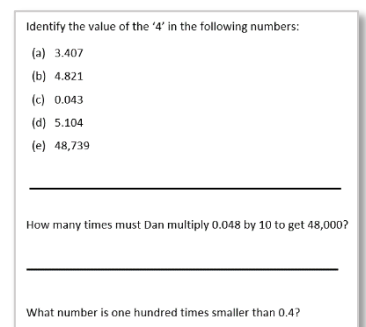 Identify the value of the ‘4’ in the following numbers:
(a) 3.407
(b) 4.821
(c) 0.043
(d) 5.104
(e) 48,739
How many times must Dan multiply 0.048 by 10 to get 48,000?
What number is one hundred times smaller than 0.4?